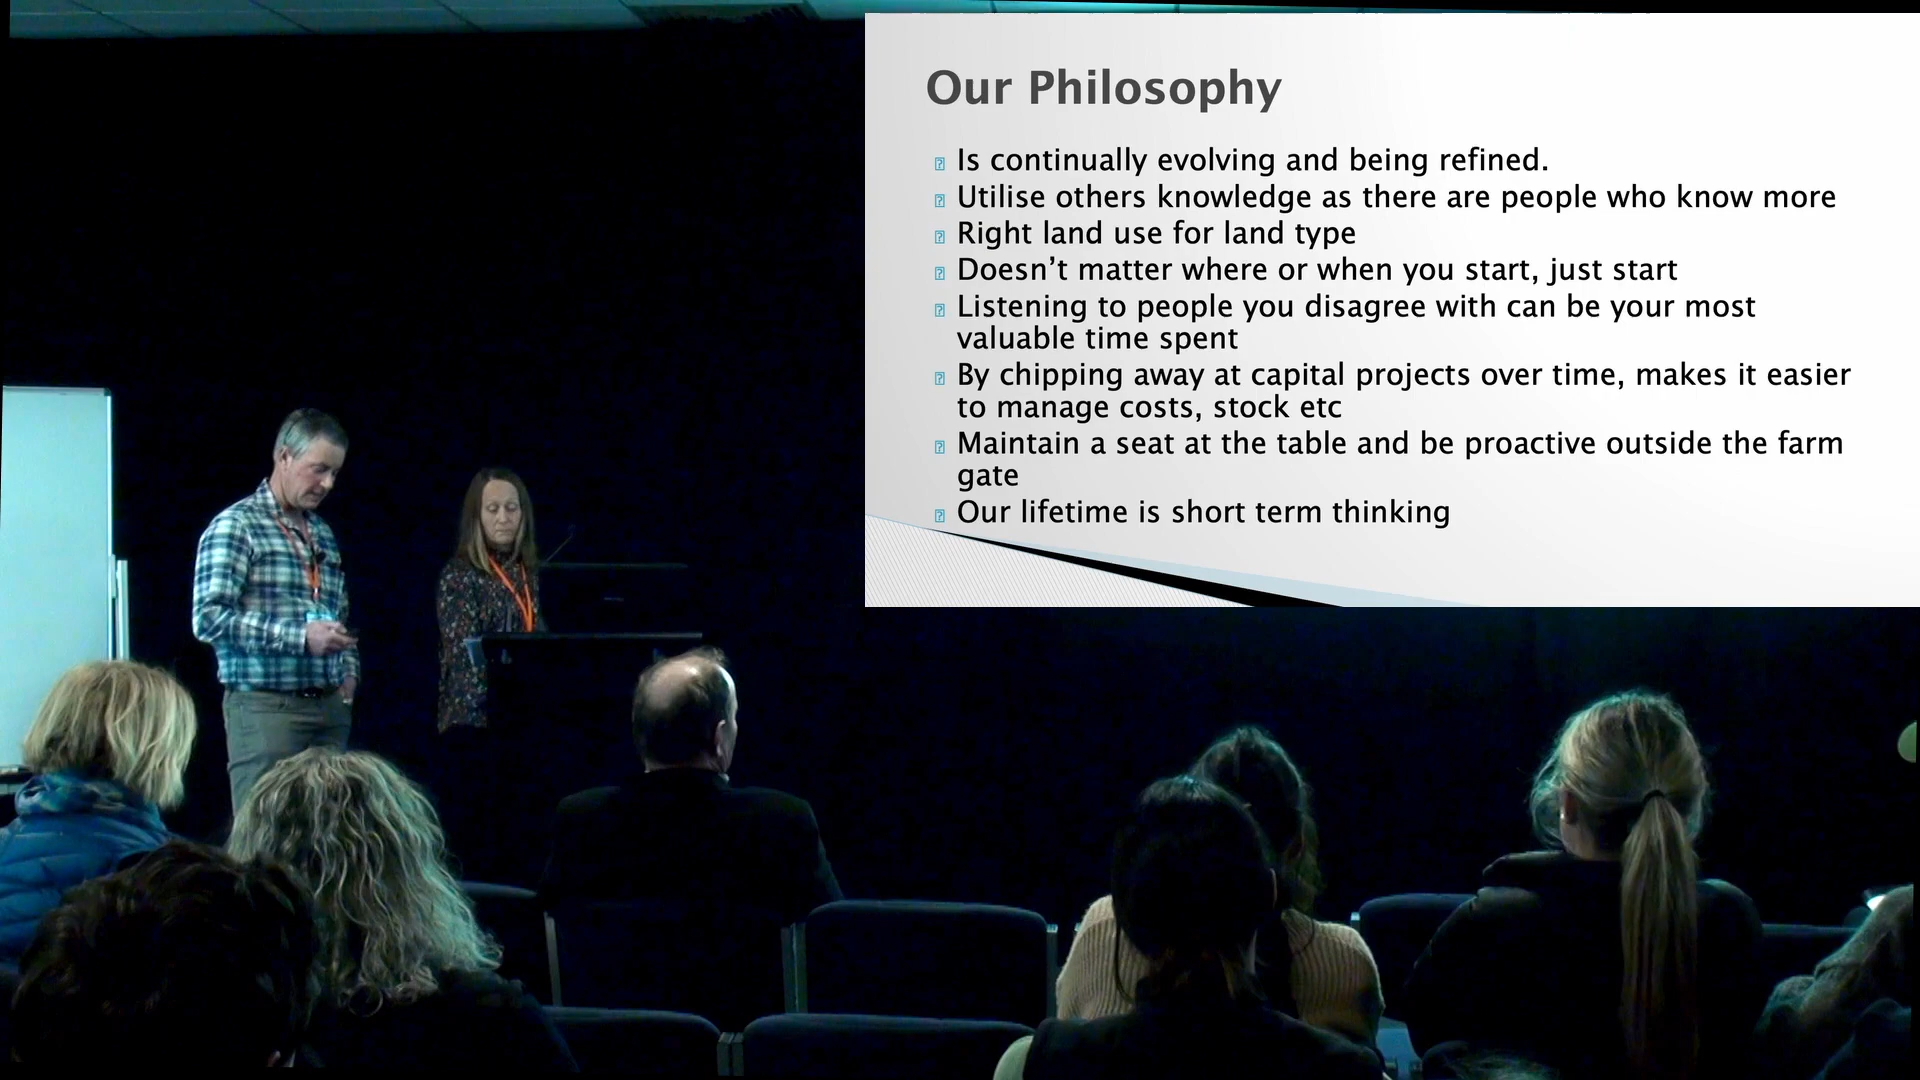 Our Philosophy
Is continually evolving and being refined.
Utilise others knowledge as there are people who know more
Right land use for land type
Doesn’t matter where or when you start, just start
Listening to people you disagree with can be your most
valuable time spent
By chipping away at capital projects over time, makes it easier
to manage costs, stock etc
Maintain a seat at the table and be proactive outside the farm
gate
Our lifetime is short term thinking